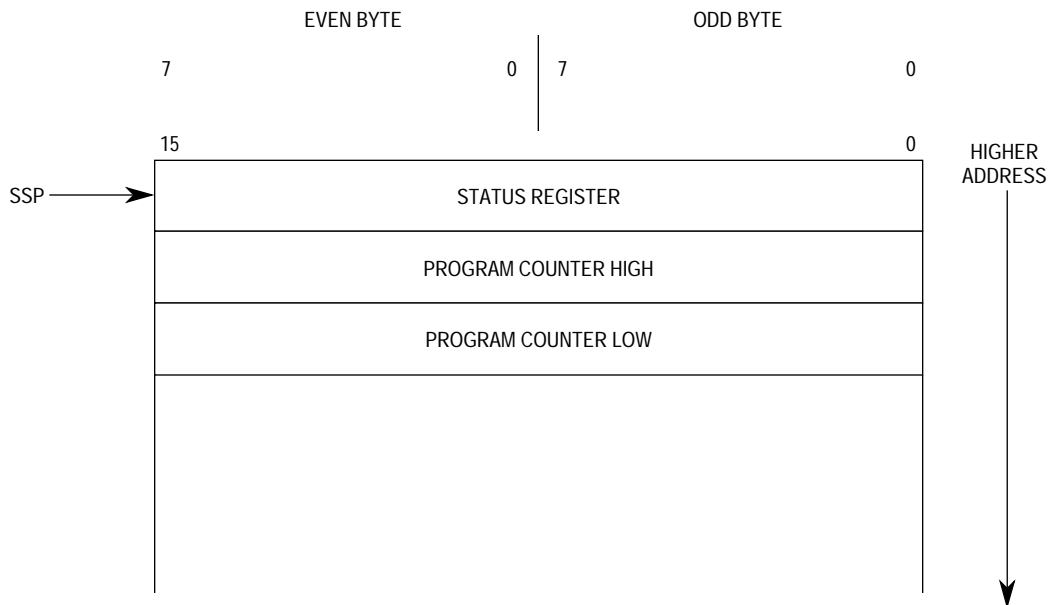 EVEN BYTE ODD BYTE
7 0 7 0
15 0
HIGHER
ADDRESS
SSP STATUS REGISTER
PROGRAM COUNTER HIGH
PROGRAM COUNTER LOW